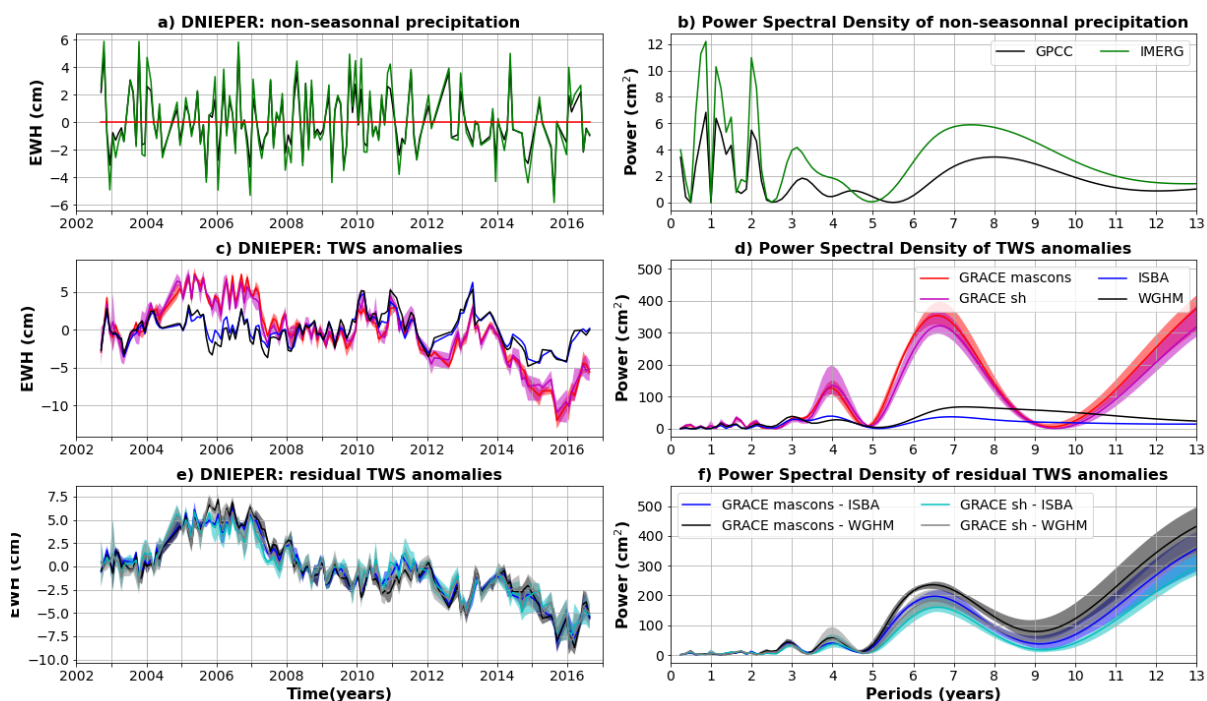 a) DNIEPER: non-seasonnal precipitation
EWH (cm)
6
4
2
0
−2
−4
−6
2002 2004 2006 2008 2010 2012 2014 2016
b) Power Spectral Density of non-seasonnal precipitation
GPCC IMERG
Power (cm²)
12
10
8
6
4
2
0
0 1 2 3 4 5 6 7 8 9 10 11 12 13
c) DNIEPER: TWS anomalies
EWH (cm)
5
0
−5
−10
2002 2004 2006 2008 2010 2012 2014 2016
d) Power Spectral Density of TWS anomalies
GRACE mascons ISBA
GRACE sh WGHM
Power (cm²)
500
400
300
200
100
0
0 1 2 3 4 5 6 7 8 9 10 11 12 13
e) DNIEPER: residual TWS anomalies
EWH (cm)
7.5
5.0
2.5
0.0
−2.5
−5.0
−7.5
−10.0
2002 2004 2006 2008 2010 2012 2014 2016
Time(years)
f) Power Spectral Density of residual TWS anomalies
GRACE mascons - ISBA GRACE sh - ISBA
GRACE mascons - WGHM GRACE sh - WGHM
Power (cm²)
500
400
300
200
100
0
0 1 2 3 4 5 6 7 8 9 10 11 12 13
Periods (years)